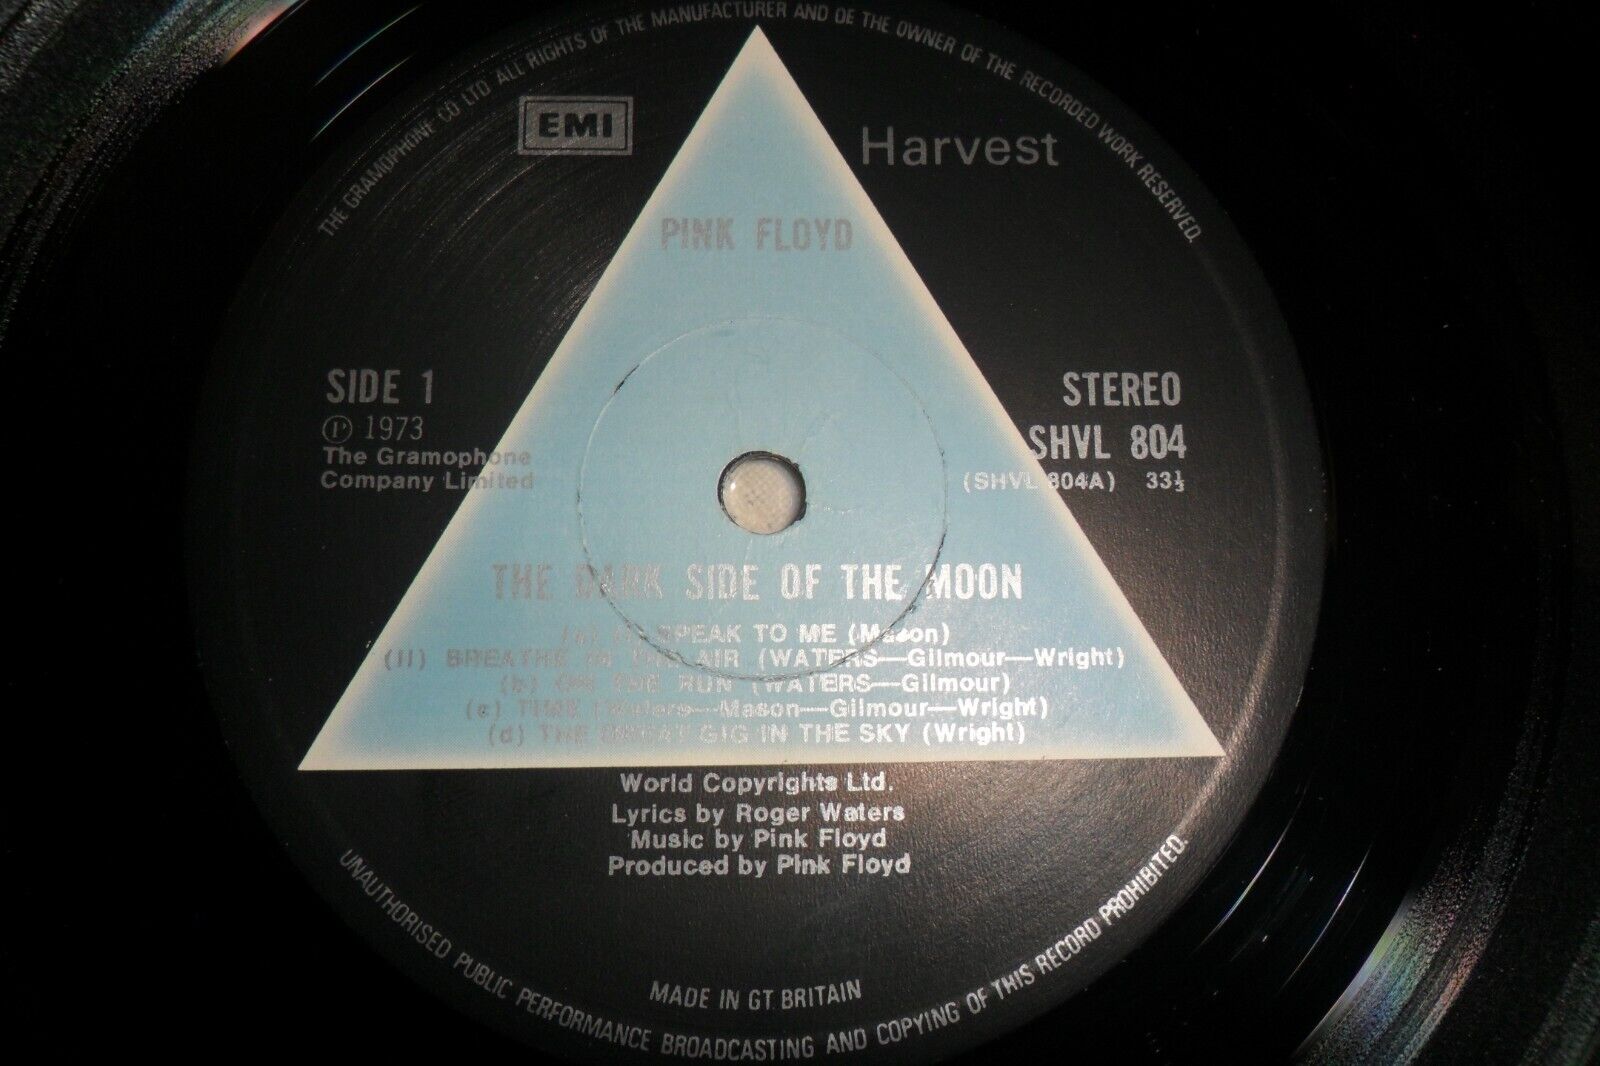 THE GRAMOPHONE CO LTD ALL RIGHTS OF THE MANUFACTURER AND OF THE OWNER OF THE RECORDED WORK RESERVED.
EMI
Harvest
PINK FLOYD
SIDE 1
℗ 1973
The Gramophone
Company Limited
STEREO
SHVL 804
(SHVL 804A) 33⅓
THE DARK SIDE OF THE MOON
(a) (i) SPEAK TO ME (Mason)
(ii) BREATHE IN THE AIR (WATERS—Gilmour—Wright)
(b) ON THE RUN (WATERS—Gilmour)
(c) TIME (Waters—Mason—Gilmour—Wright)
(d) THE GREAT GIG IN THE SKY (Wright)
World Copyrights Ltd.
Lyrics by Roger Waters
Music by Pink Floyd
Produced by Pink Floyd
MADE IN GT. BRITAIN
UNAUTHORISED PUBLIC PERFORMANCE BROADCASTING AND COPYING OF THIS RECORD PROHIBITED.